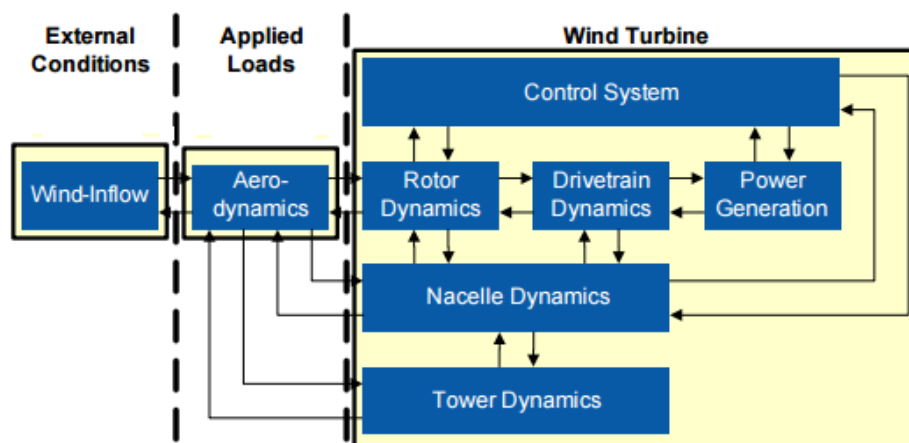 External
Conditions
Applied
Loads
Wind Turbine
Control System
Wind-Inflow
Aero-
dynamics
Rotor
Dynamics
Drivetrain
Dynamics
Power
Generation
Nacelle Dynamics
Tower Dynamics